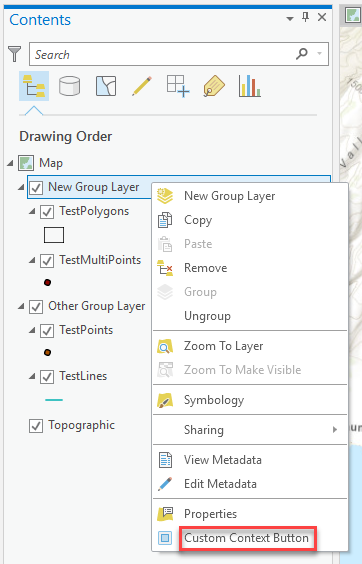 Contents
Search
Drawing Order
Map
New Group Layer
TestPolygons
TestMultiPoints
Other Group Layer
TestPoints
TestLines
Topographic
New Group Layer
Copy
Paste
Remove
Group
Ungroup
Zoom To Layer
Zoom To Make Visible
Symbology
Sharing
View Metadata
Edit Metadata
Properties
Custom Context Button